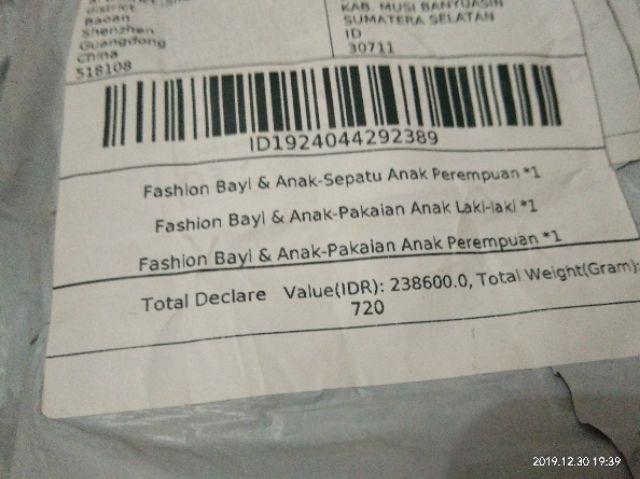 district
Baoan
Shenzhen
Guangdong
China
518108
KAB. MUSI BANYUASIN
SUMATERA SELATAN
ID
30711
ID1924044292389
Fashion Bayi & Anak-Sepatu Anak Perempuan *1
Fashion Bayi & Anak-Pakaian Anak Laki-laki *1
Fashion Bayi & Anak-Pakaian Anak Perempuan *1
Total Declare Value(IDR): 238600.0, Total Weight(Gram):
720
2019.12.30 19:39